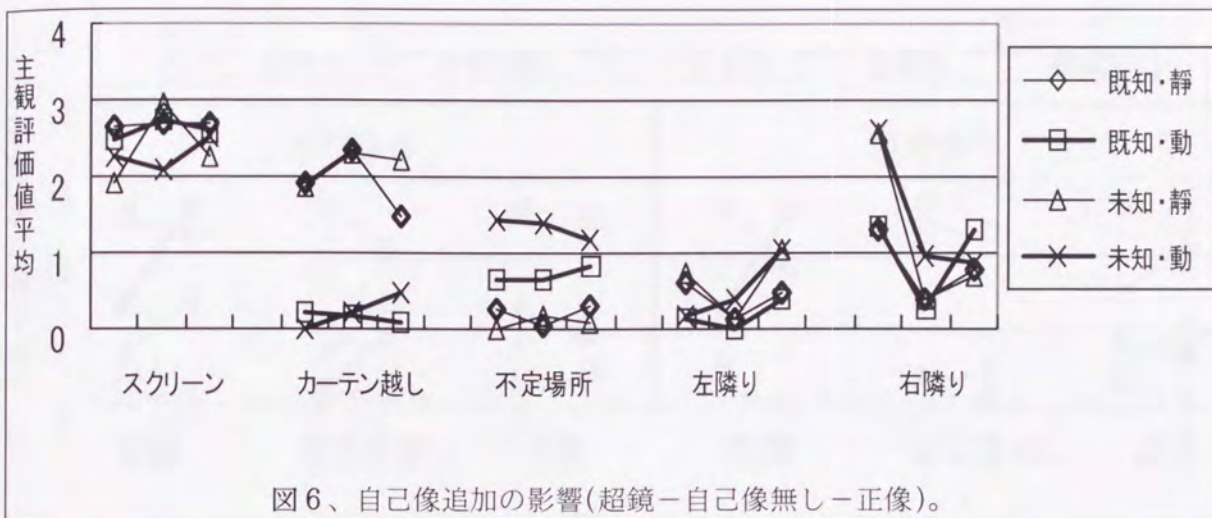 4
3
2
1
0
主観評価値平均
スクリーン
カーテン越し
不定場所
左隣り
右隣り
既知・静
既知・動
未知・静
未知・動
図6、自己像追加の影響(超鏡－自己像無し－正像)。